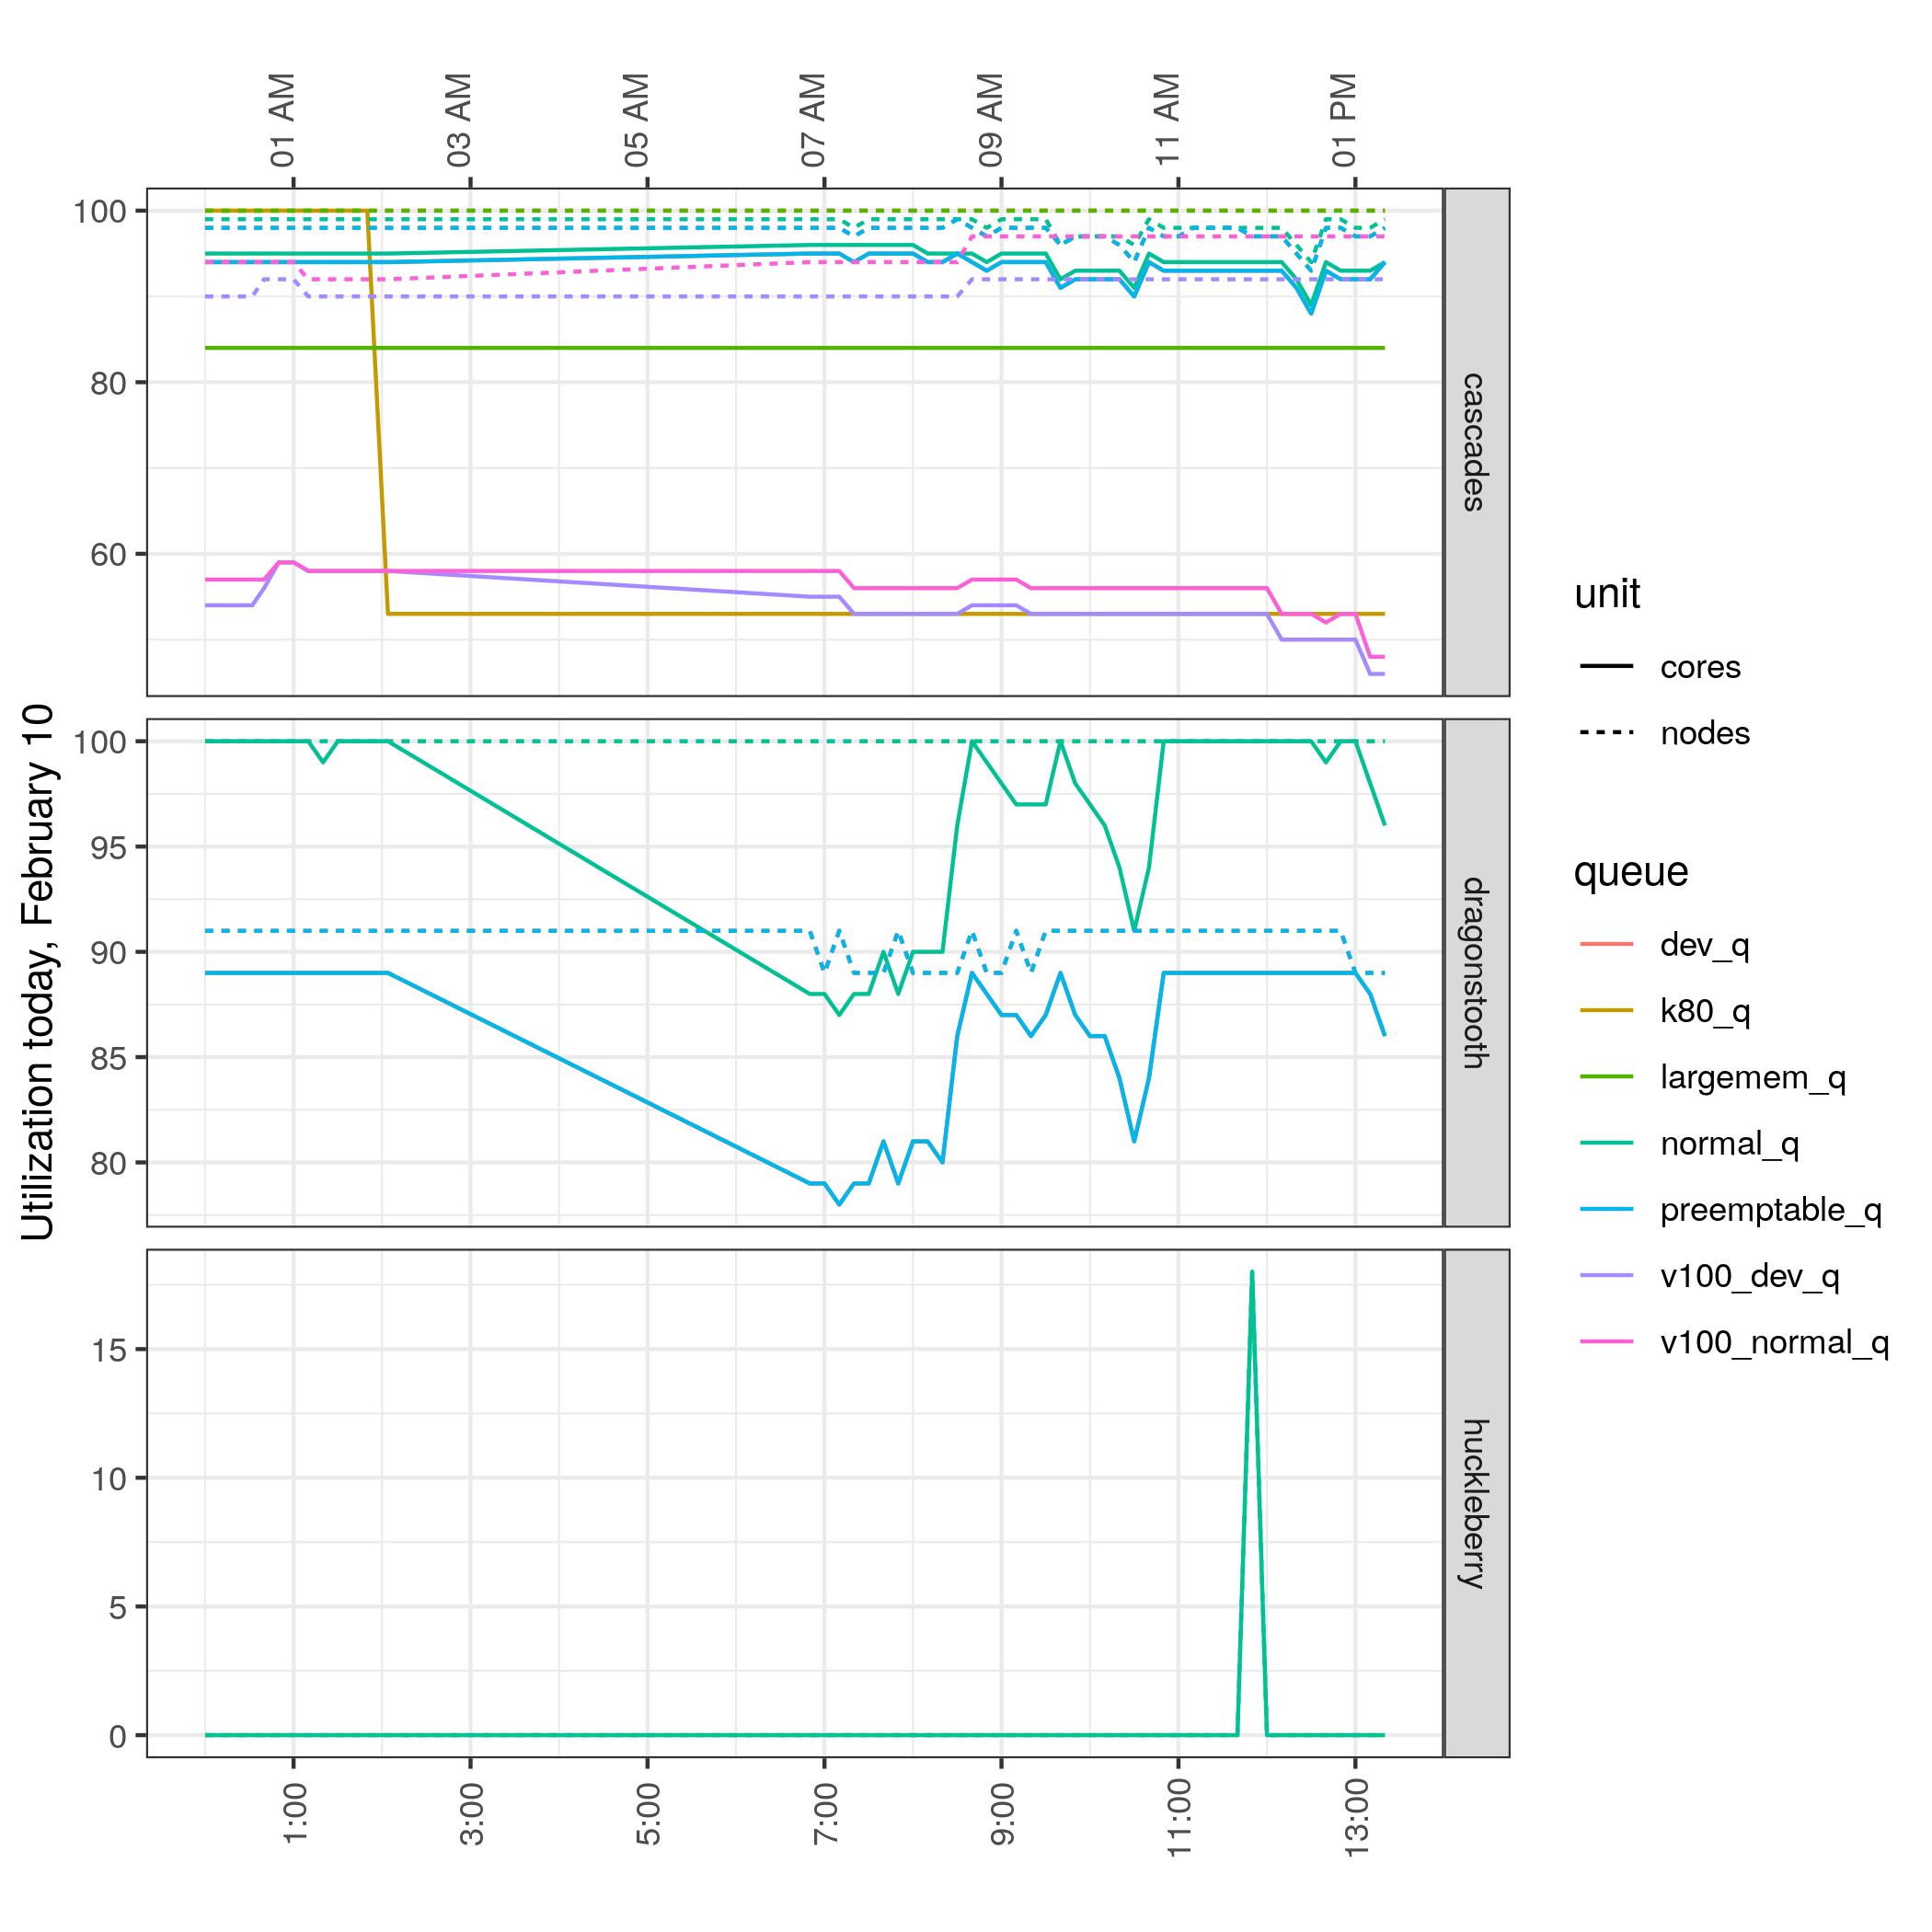 01 AM
03 AM
05 AM
07 AM
09 AM
11 AM
01 PM
Utilization today, February 10
100
80
60
cascades
100
95
90
85
80
dragonstooth
15
10
5
0
huckleberry
1:00
3:00
5:00
7:00
9:00
11:00
13:00
unit
cores
nodes
queue
dev_q
k80_q
largemem_q
normal_q
preemptable_q
v100_dev_q
v100_normal_q